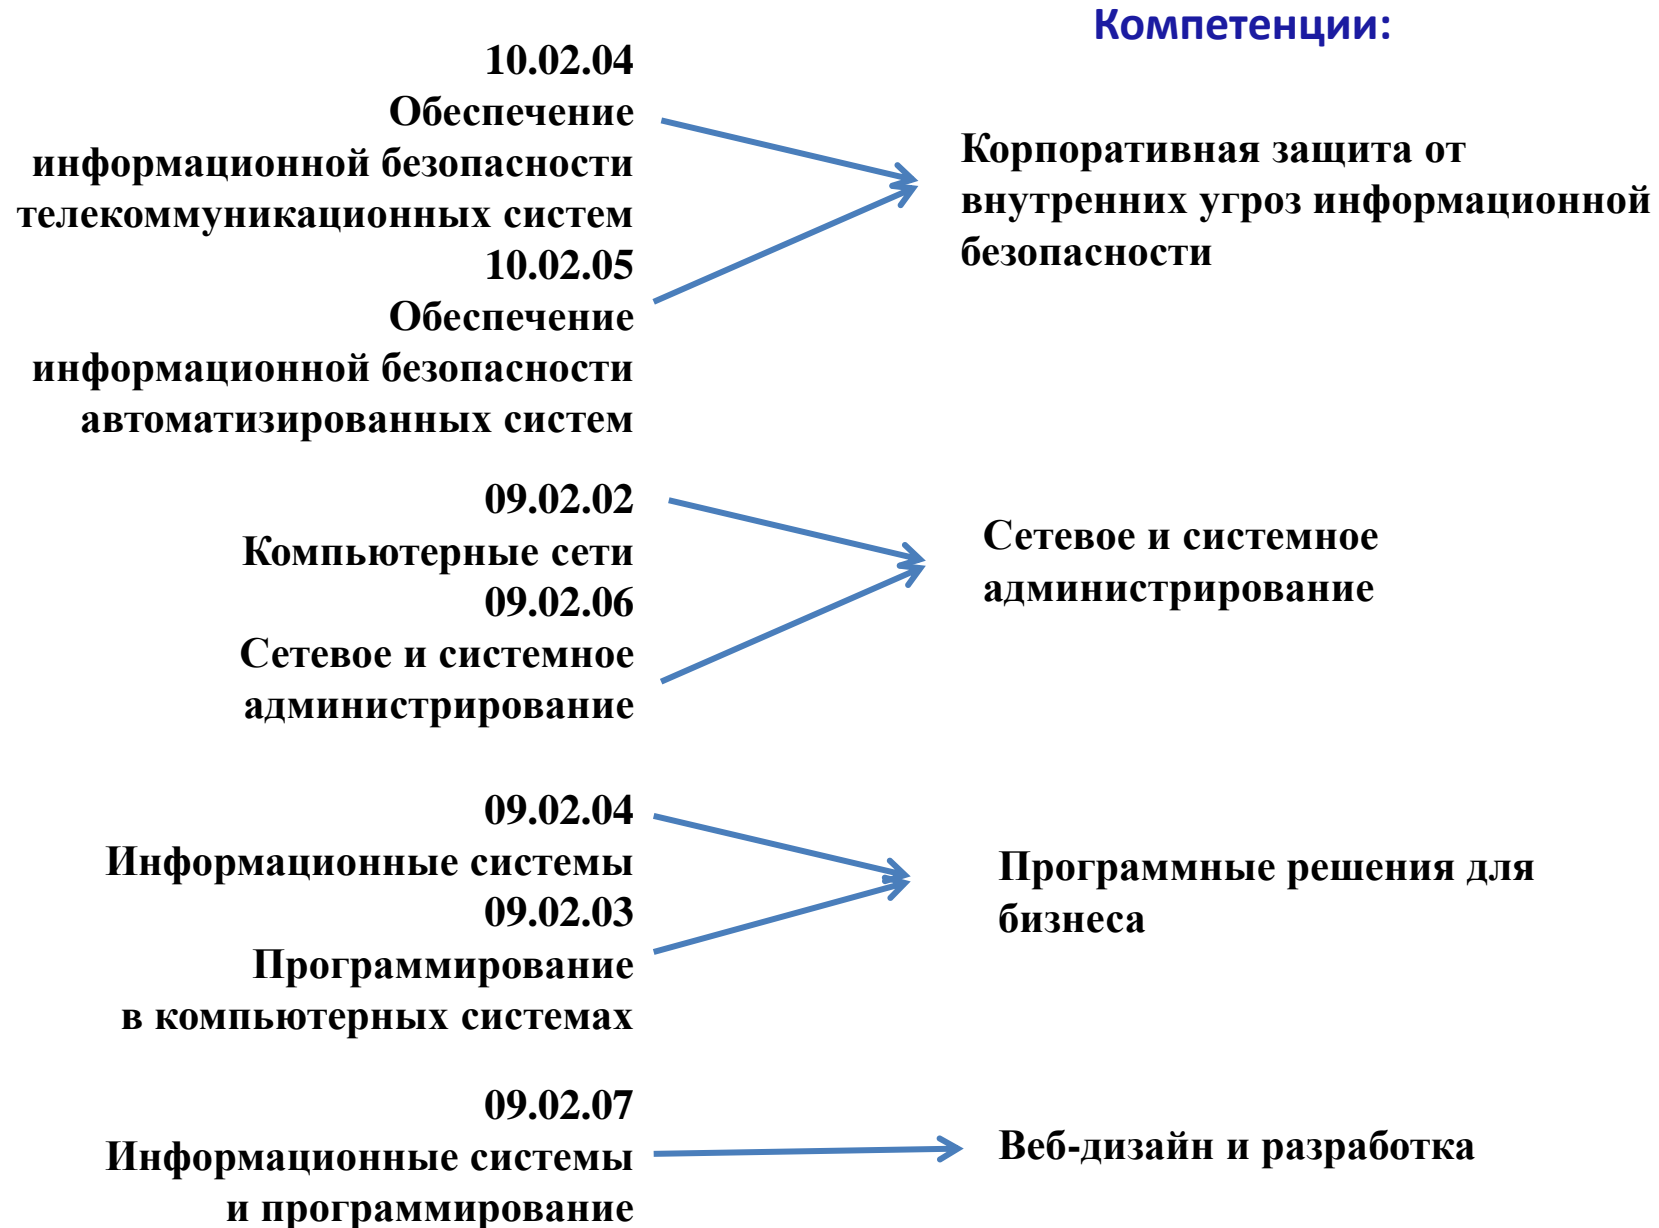 Компетенции:
10.02.04
Обеспечение
информационной безопасности
телекоммуникационных систем
10.02.05
Обеспечение
информационной безопасности
автоматизированных систем
Корпоративная защита от
внутренних угроз информационной
безопасности
09.02.02
Компьютерные сети
09.02.06
Сетевое и системное
администрирование
Сетевое и системное
администрирование
09.02.04
Информационные системы
09.02.03
Программирование
в компьютерных системах
Программные решения для
бизнеса
09.02.07
Информационные системы
и программирование
Веб-дизайн и разработка